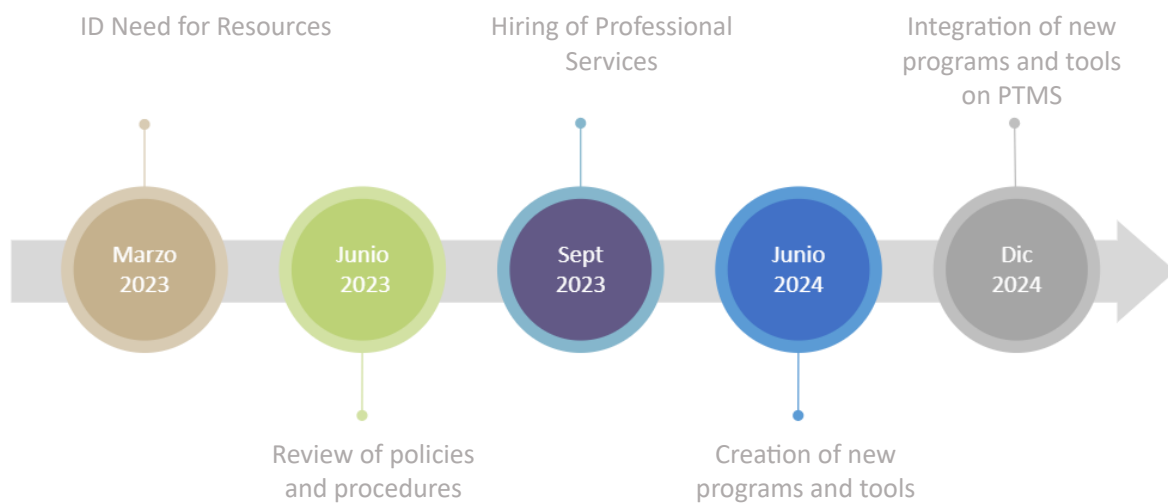 ID Need for Resources
Hiring of Professional
Services
Integration of new
programs and tools
on PTMS
Marzo
2023
Junio
2023
Sept
2023
Junio
2024
Dic
2024
Review of policies
and procedures
Creation of new
programs and tools